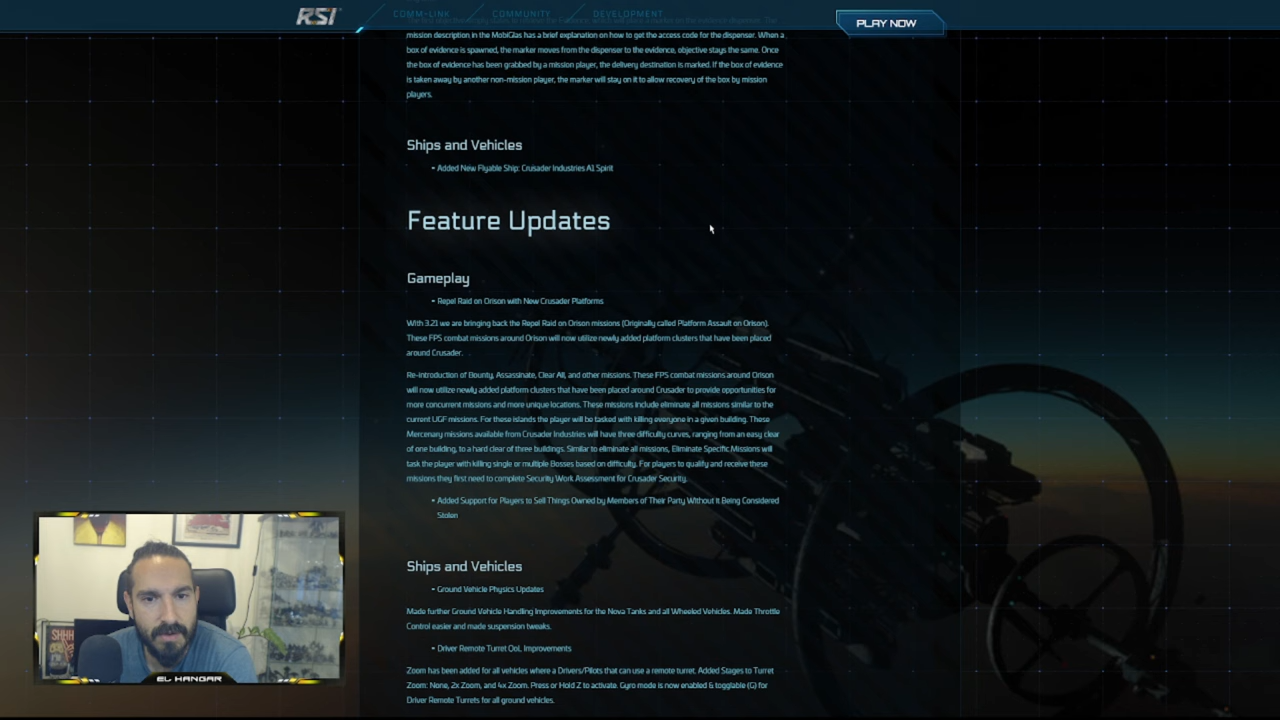 RSI
COMM-LINK
COMMUNITY
DEVELOPMENT
PLAY NOW
mission description in the MobiGlas has a brief explanation on how to get the access code for the dispenser. When a
box of evidence is spawned, the marker moves from the dispenser to the evidence, objective stays the same. Once
the box of evidence has been grabbed by a mission player, the delivery destination is marked. If the box of evidence
is taken away by another non-mission player, the marker will stay on it to allow recovery of the box by mission
players.
Ships and Vehicles
• Added New Flyable Ship: Crusader Industries A1 Spirit
Feature Updates
Gameplay
• Repel Raid on Orison with New Crusader Platforms
With 3.21 we are bringing back the Repel Raid on Orison missions (Originally called Platform Assault on Orison).
These FPS combat missions around Orison will now utilize newly added platform clusters that have been placed
around Crusader.
Re-introduction of Bounty, Assassinate, Clear All, and other missions. These FPS combat missions around Orison
will now utilize newly added platform clusters that have been placed around Crusader to provide opportunities for
more concurrent missions and more unique locations. These missions include eliminate all missions similar to the
current UGF missions. For these islands the player will be tasked with killing everyone in a given building. These
Mercenary missions available from Crusader Industries will have three difficulty curves, ranging from an easy clear
of one building, to a hard clear of three buildings. Similar to eliminate all missions, Eliminate Specific Missions will
task the player with killing single or multiple Bosses based on difficulty. For players to qualify and receive these
missions they first need to complete Security Work Assessment for Crusader Security.
• Added Support for Players to Sell Things Owned by Members of Their Party Without It Being Considered
Stolen
Ships and Vehicles
• Ground Vehicle Physics Updates
Made further Ground Vehicle Handling Improvements for the Nova Tanks and all Wheeled Vehicles. Made Throttle
Control easier and made suspension tweaks.
• Driver Remote Turret QoL Improvements
Zoom has been added for all vehicles where a Drivers/Pilots that can use a remote turret. Added Stages to Turret
Zoom: None, 2x Zoom, and 4x Zoom. Press or Hold Z to activate. Gyro mode is now enabled & togglable (G) for
Driver Remote Turrets for all ground vehicles.
EL HANGAR